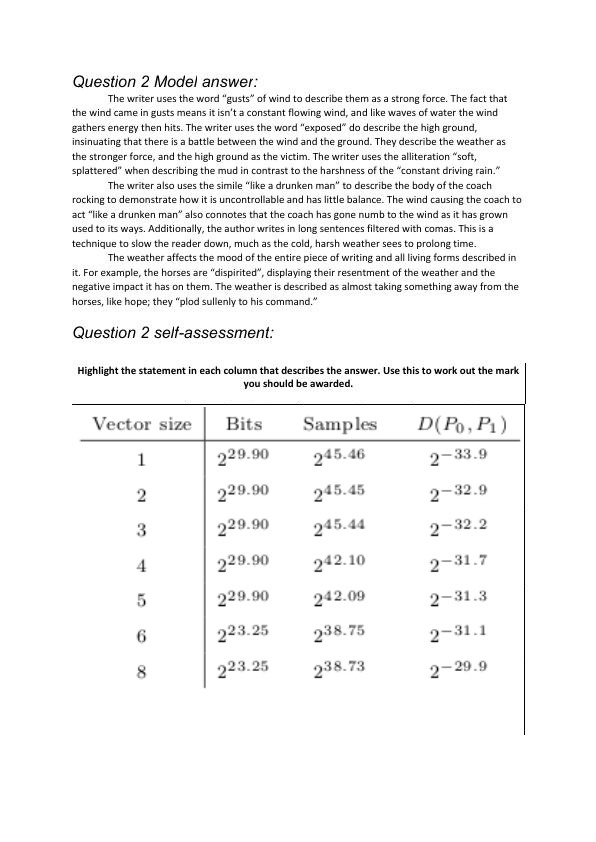 Question 2 Model answer:
The writer uses the word “gusts” of wind to describe them as a strong force. The fact that
the wind came in gusts means it isn’t a constant flowing wind, and like waves of water the wind
gathers energy then hits. The writer uses the word “exposed” do describe the high ground,
insinuating that there is a battle between the wind and the ground. They describe the weather as
the stronger force, and the high ground as the victim. The writer uses the alliteration “soft,
splattered” when describing the mud in contrast to the harshness of the “constant driving rain.”
The writer also uses the simile “like a drunken man” to describe the body of the coach
rocking to demonstrate how it is uncontrollable and has little balance. The wind causing the coach to
act “like a drunken man” also connotes that the coach has gone numb to the wind as it has grown
used to its ways. Additionally, the author writes in long sentences filtered with comas. This is a
technique to slow the reader down, much as the cold, harsh weather sees to prolong time.
The weather affects the mood of the entire piece of writing and all living forms described in
it. For example, the horses are “dispirited”, displaying their resentment of the weather and the
negative impact it has on them. The weather is described as almost taking something away from the
horses, like hope; they “plod sullenly to his command.”
Question 2 self-assessment:
Highlight the statement in each column that describes the answer. Use this to work out the mark
you should be awarded.
Vector size Bits Samples D(P₀, P₁)
1 2^29.90 2^45.46 2^−33.9
2 2^29.90 2^45.45 2^−32.9
3 2^29.90 2^45.44 2^−32.2
4 2^29.90 2^42.10 2^−31.7
5 2^29.90 2^42.09 2^−31.3
6 2^23.25 2^38.75 2^−31.1
8 2^23.25 2^38.73 2^−29.9